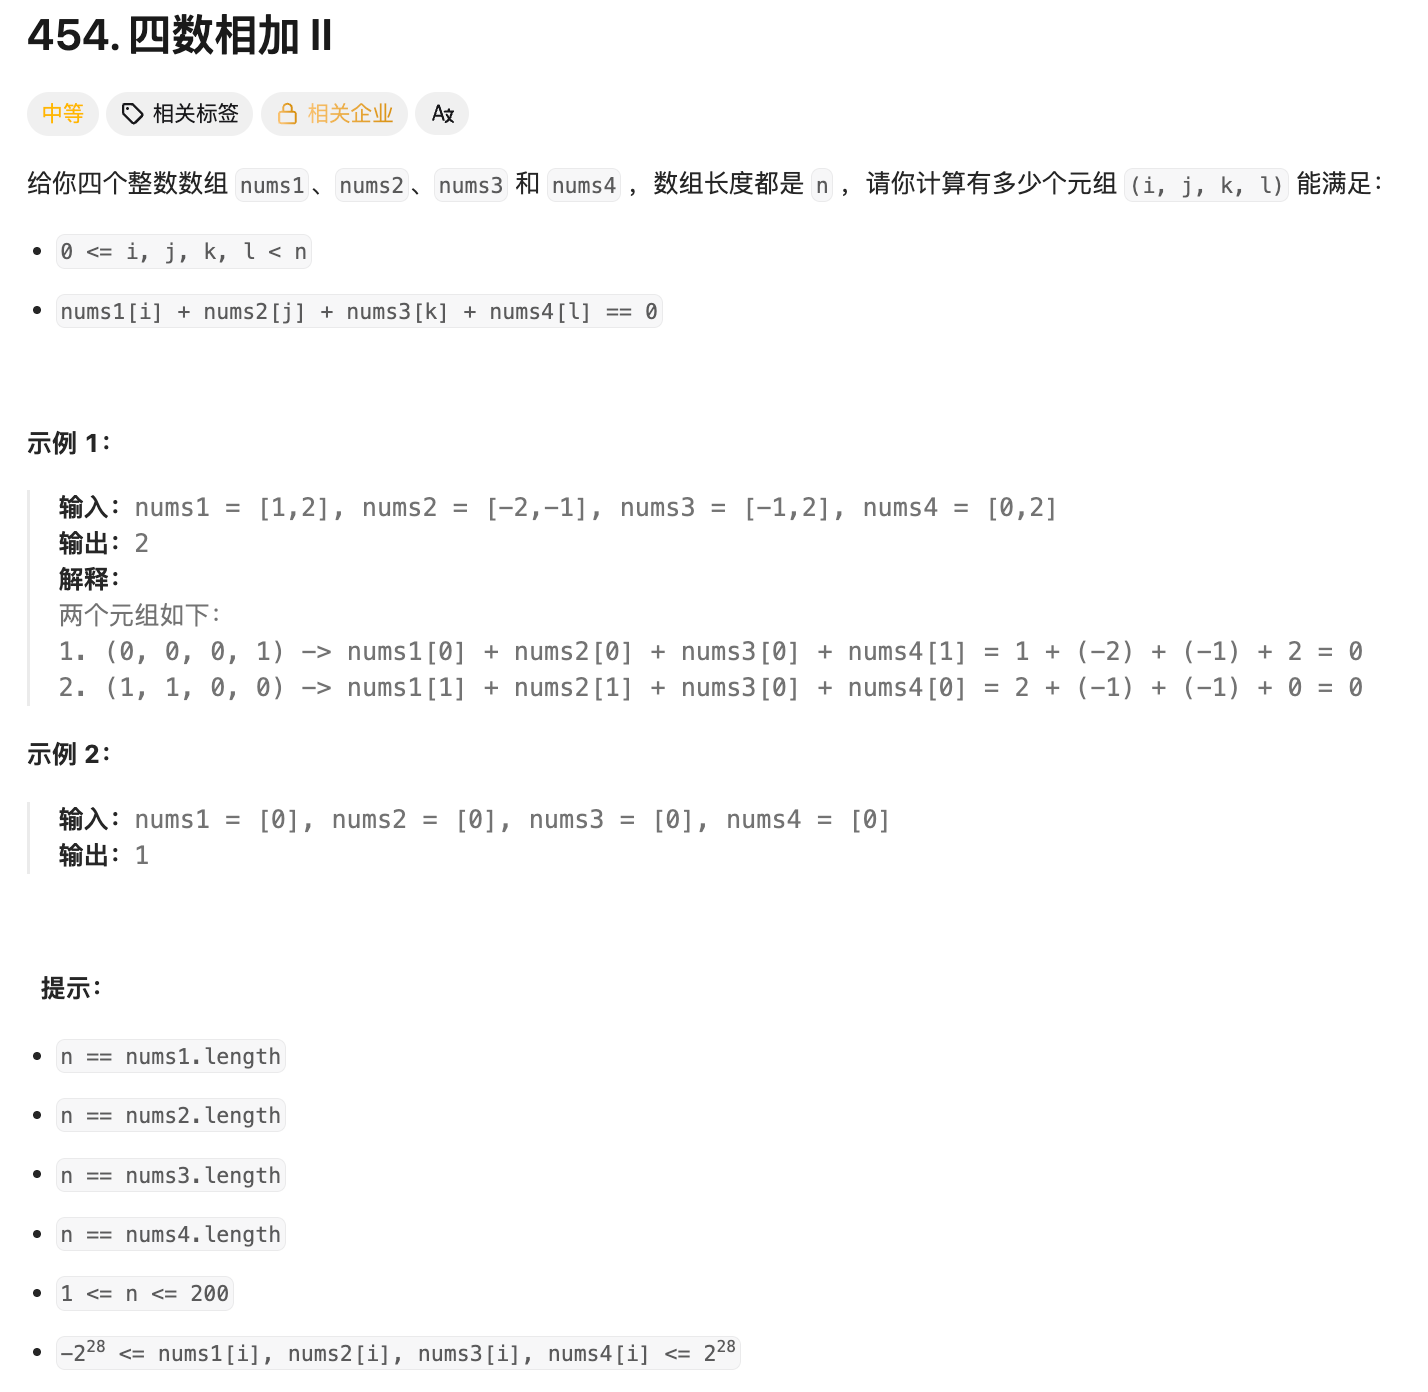 454. 四数相加 II
中等 相关标签 相关企业 A文
给你四个整数数组 nums1、nums2、nums3 和 nums4 ，数组长度都是 n ，请你计算有多少个元组 (i, j, k, l) 能满足：
• 0 <= i, j, k, l < n
• nums1[i] + nums2[j] + nums3[k] + nums4[l] == 0
示例 1：
输入：nums1 = [1,2], nums2 = [-2,-1], nums3 = [-1,2], nums4 = [0,2]
输出：2
解释：
两个元组如下：
1. (0, 0, 0, 1) -> nums1[0] + nums2[0] + nums3[0] + nums4[1] = 1 + (-2) + (-1) + 2 = 0
2. (1, 1, 0, 0) -> nums1[1] + nums2[1] + nums3[0] + nums4[0] = 2 + (-1) + (-1) + 0 = 0
示例 2：
输入：nums1 = [0], nums2 = [0], nums3 = [0], nums4 = [0]
输出：1
提示：
• n == nums1.length
• n == nums2.length
• n == nums3.length
• n == nums4.length
• 1 <= n <= 200
• -2²⁸ <= nums1[i], nums2[i], nums3[i], nums4[i] <= 2²⁸